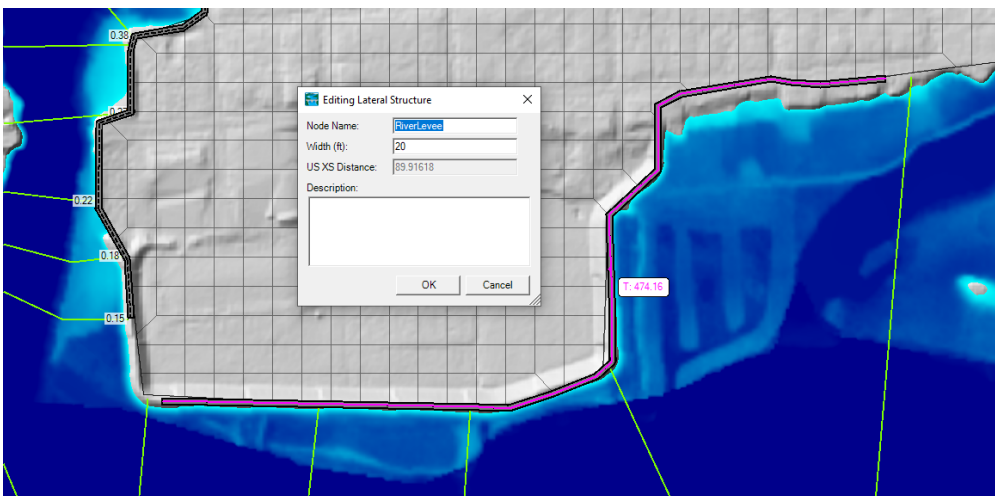 0.38
Editing Lateral Structure
Node Name: RiverLevee
Width (ft): 20
US XS Distance: 89.91618
Description:
0.22
0.18
OK Cancel
T: 474.16
0.15